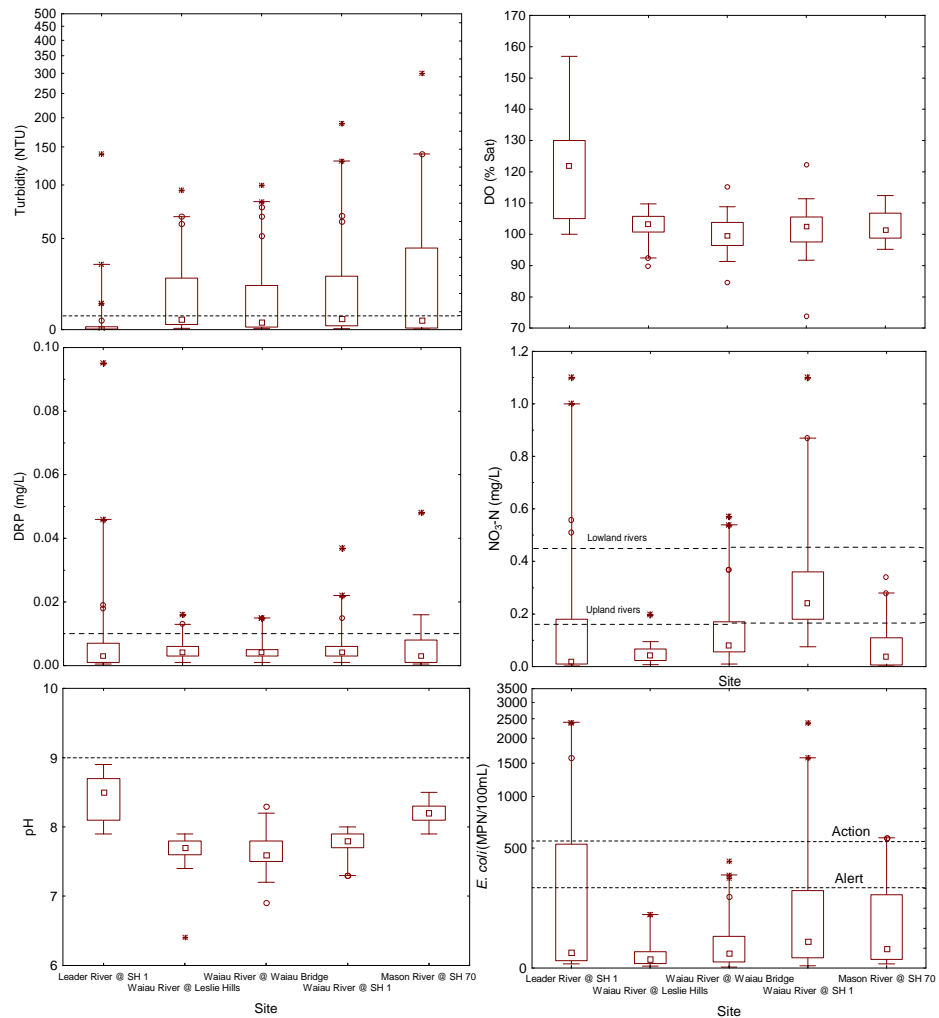 Turbidity (NTU)
500
450
400
350
300
250
200
150
100
50
0
DO (% Sat)
170
160
150
140
130
120
110
100
90
80
70
DRP (mg/L)
0.10
0.08
0.06
0.04
0.02
0.00
NO3-N (mg/L)
1.2
1.0
0.8
0.6
0.4
0.2
0.0
Lowland rivers
Upland rivers
Site
pH
10
9
8
7
6
Leader River @ SH 1
Waiau River @ Leslie Hills
Waiau River @ Waiau Bridge
Waiau River @ SH 1
Mason River @ SH 70
Site
E. coli (MPN/100mL)
3500
3000
2500
2000
1500
1000
500
0
Action
Alert
Leader River @ SH 1
Waiau River @ Leslie Hills
Waiau River @ Waiau Bridge
Waiau River @ SH 1
Mason River @ SH 70
Site